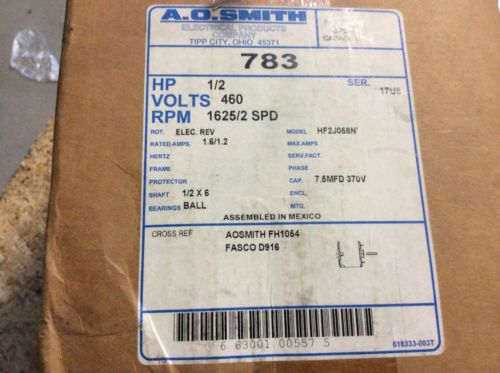 A.O.SMITH
ELECTRICAL PRODUCTS
COMPANY
TIPP CITY, OHIO 45371
783
HP 1/2 SER. 17U8
VOLTS 460
RPM 1625/2 SPD
ROT. ELEC. REV MODEL HF2J058N
RATED AMPS. 1.6/1.2 MAX.AMPS
HERTZ SERV.FACT.
FRAME PHASE
PROTECTOR CAP. 7.5MFD 370V
SHAFT 1/2 X 6 ENCL.
BEARINGS BALL MTG.
ASSEMBLED IN MEXICO
CROSS REF AOSMITH FH1054
FASCO D916
6 63001 00557 5
618333-003T